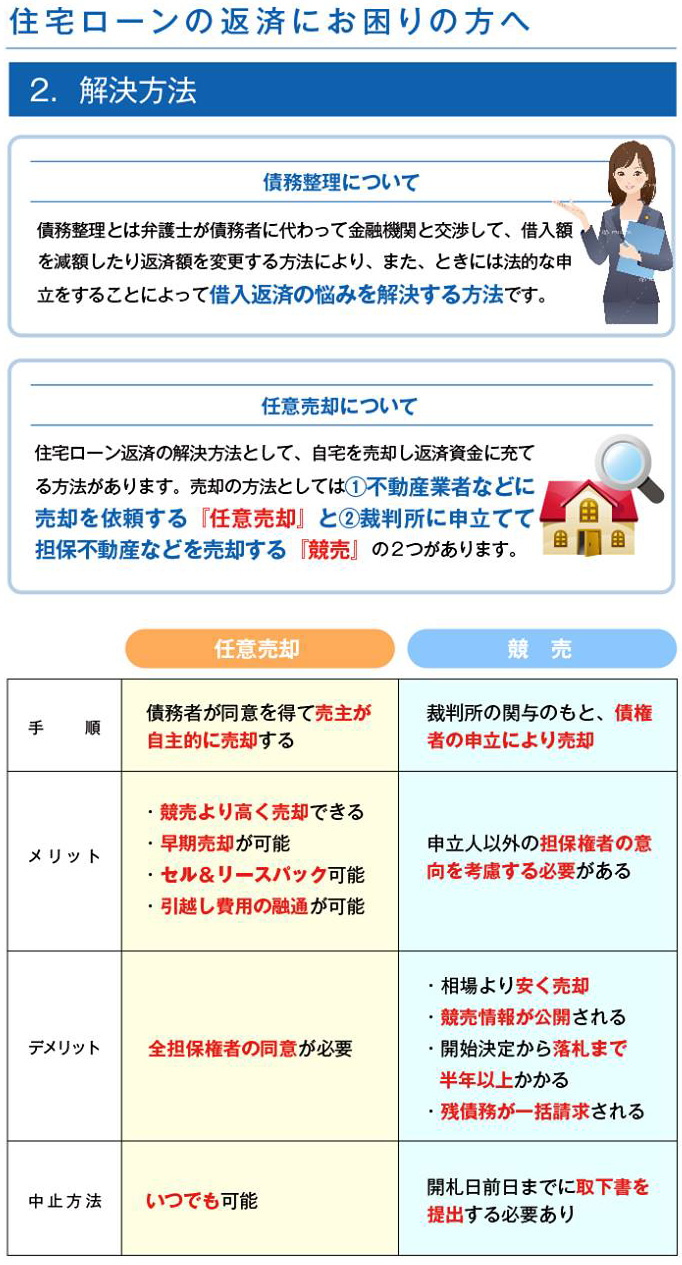 住宅ローンの返済にお困りの方へ
2. 解決方法
債務整理について
債務整理とは弁護士が債務者に代わって金融機関と交渉して、借入額
を減額したり返済額を変更する方法により、また、ときには法的な申
立をすることによって借入返済の悩みを解決する方法です。
任意売却について
住宅ローン返済の解決方法として、自宅を売却し返済資金に充て
る方法があります。売却の方法としては①不動産業者などに
売却を依頼する『任意売却』と②裁判所に申立てて
担保不動産などを売却する『競売』の２つがあります。
任意売却
競　売
手　順
債務者が同意を得て売主が
自主的に売却する
裁判所の関与のもと、債権
者の申立により売却
メリット
・競売より高く売却できる
・早期売却が可能
・セル＆リースバック可能
・引越し費用の融通が可能
申立人以外の担保権者の意
向を考慮する必要がある
デメリット
全担保権者の同意が必要
・相場より安く売却
・競売情報が公開される
・開始決定から落札まで
半年以上かかる
・残債務が一括請求される
中止方法
いつでも可能
開札日前日までに取下書を
提出する必要あり